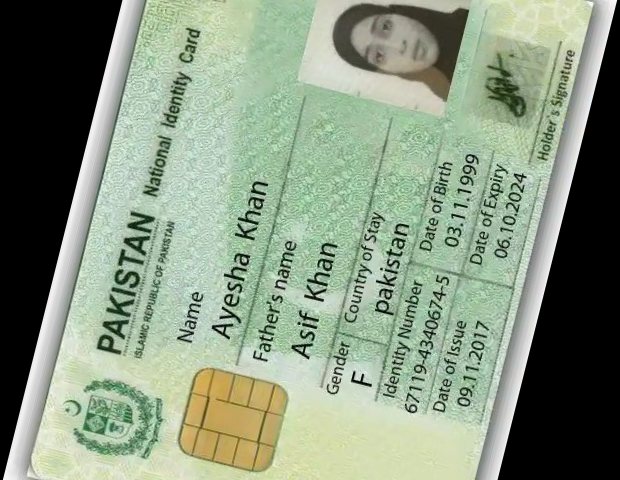 PAKISTAN National Identity Card
ISLAMIC REPUBLIC OF PAKISTAN
Name
Ayesha Khan
Father's name
Asif Khan
Gender Country of Stay
F pakistan
Identity Number Date of Birth
67119-4340674-5 03.11.1999
Date of Issue Date of Expiry
09.11.2017 06.10.2024
Holder's Signature